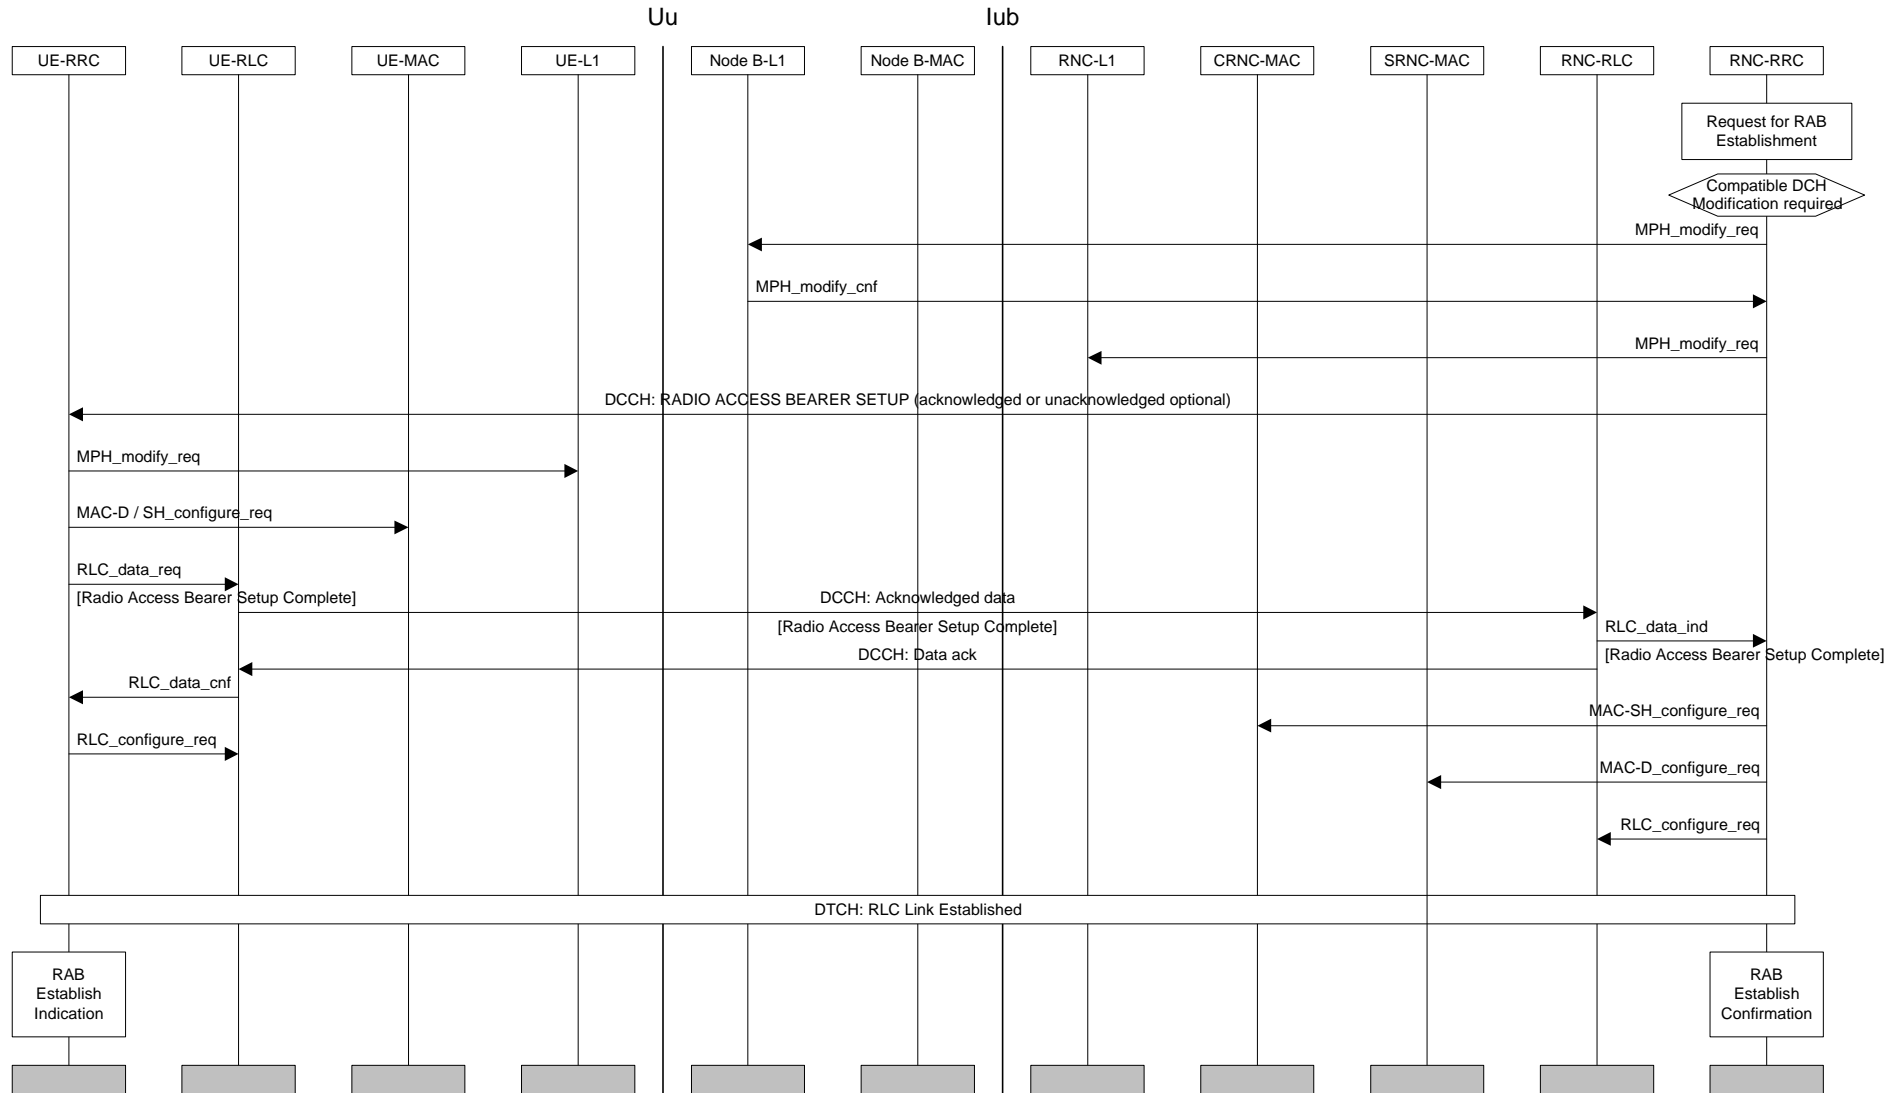 Uu
Iub
UE-RRC
UE-RLC
UE-MAC
UE-L1
Node B-L1
Node B-MAC
RNC-L1
CRNC-MAC
SRNC-MAC
RNC-RLC
RNC-RRC
Request for RAB
Establishment
Compatible DCH
Modification required
MPH_modify_req
MPH_modify_cnf
MPH_modify_req
DCCH: RADIO ACCESS BEARER SETUP (acknowledged or unacknowledged optional)
MPH_modify_req
MAC-D / SH_configure_req
RLC_data_req
[Radio Access Bearer Setup Complete]
DCCH: Acknowledged data
[Radio Access Bearer Setup Complete]
RLC_data_ind
[Radio Access Bearer Setup Complete]
DCCH: Data ack
RLC_data_cnf
MAC-SH_configure_req
RLC_configure_req
MAC-D_configure_req
RLC_configure_req
DTCH: RLC Link Established
RAB
Establish
Indication
RAB
Establish
Confirmation